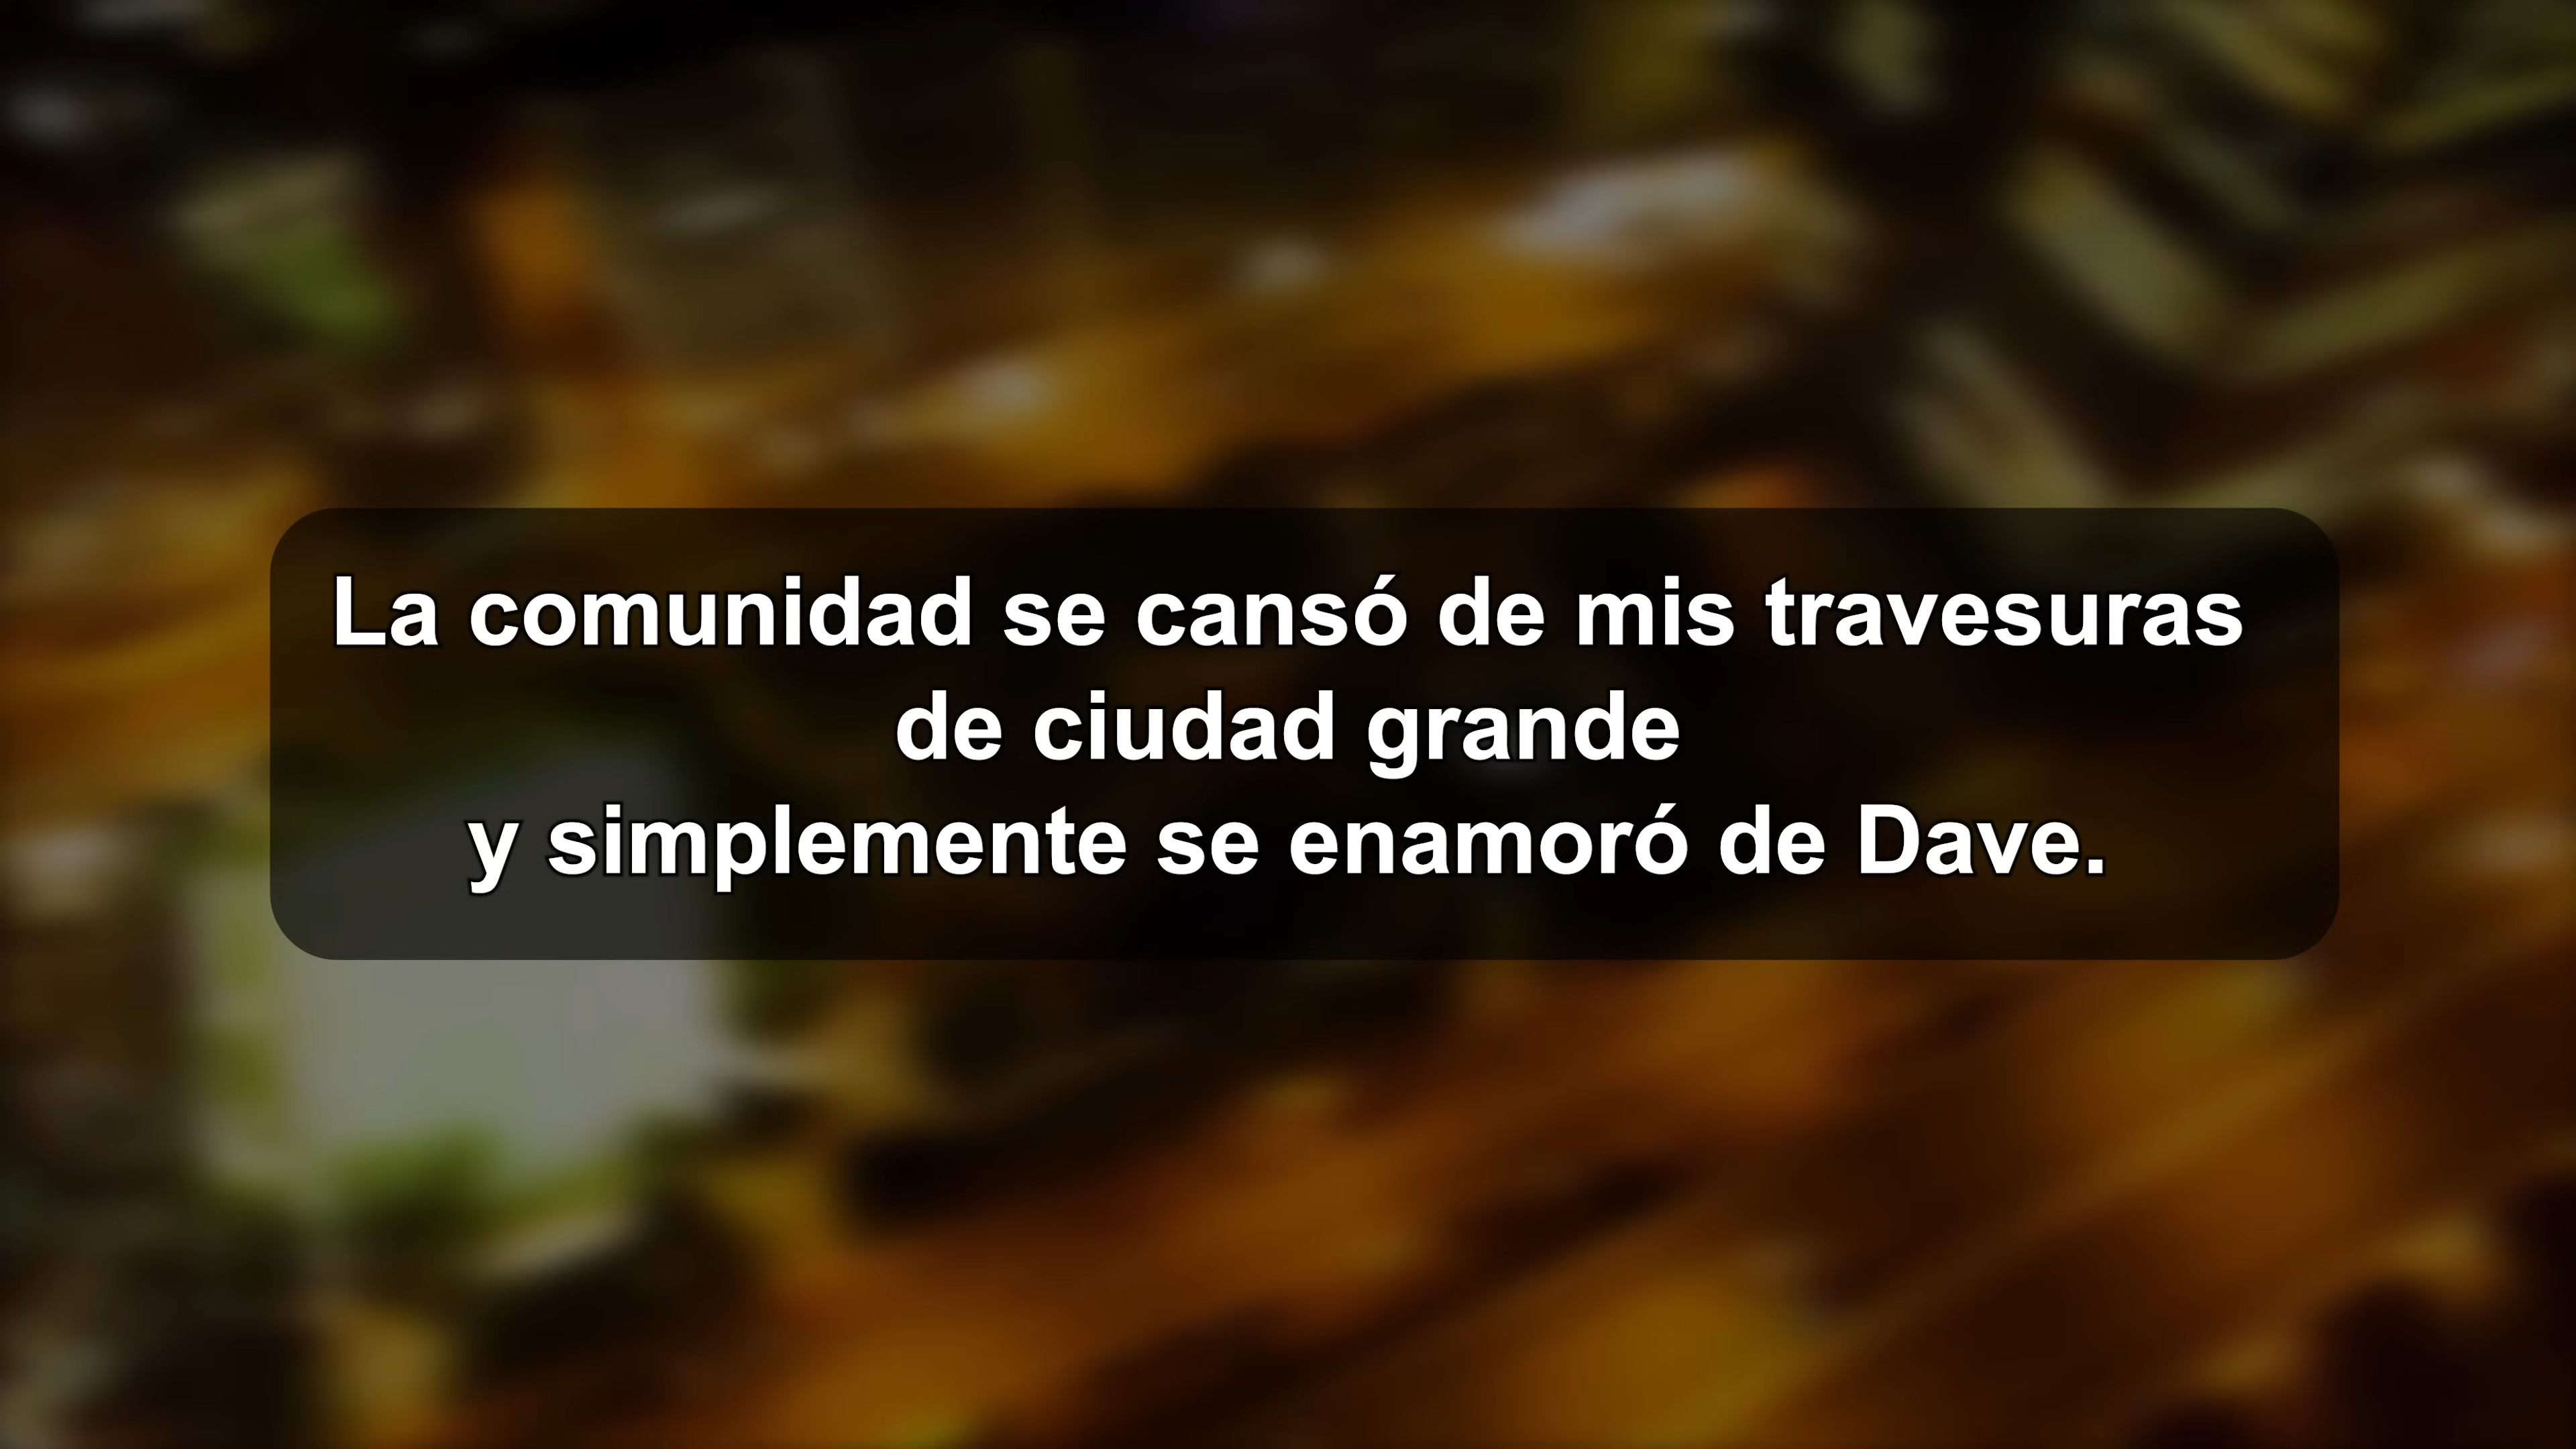 La comunidad se cansó de mis travesuras
de ciudad grande
y simplemente se enamoró de Dave.